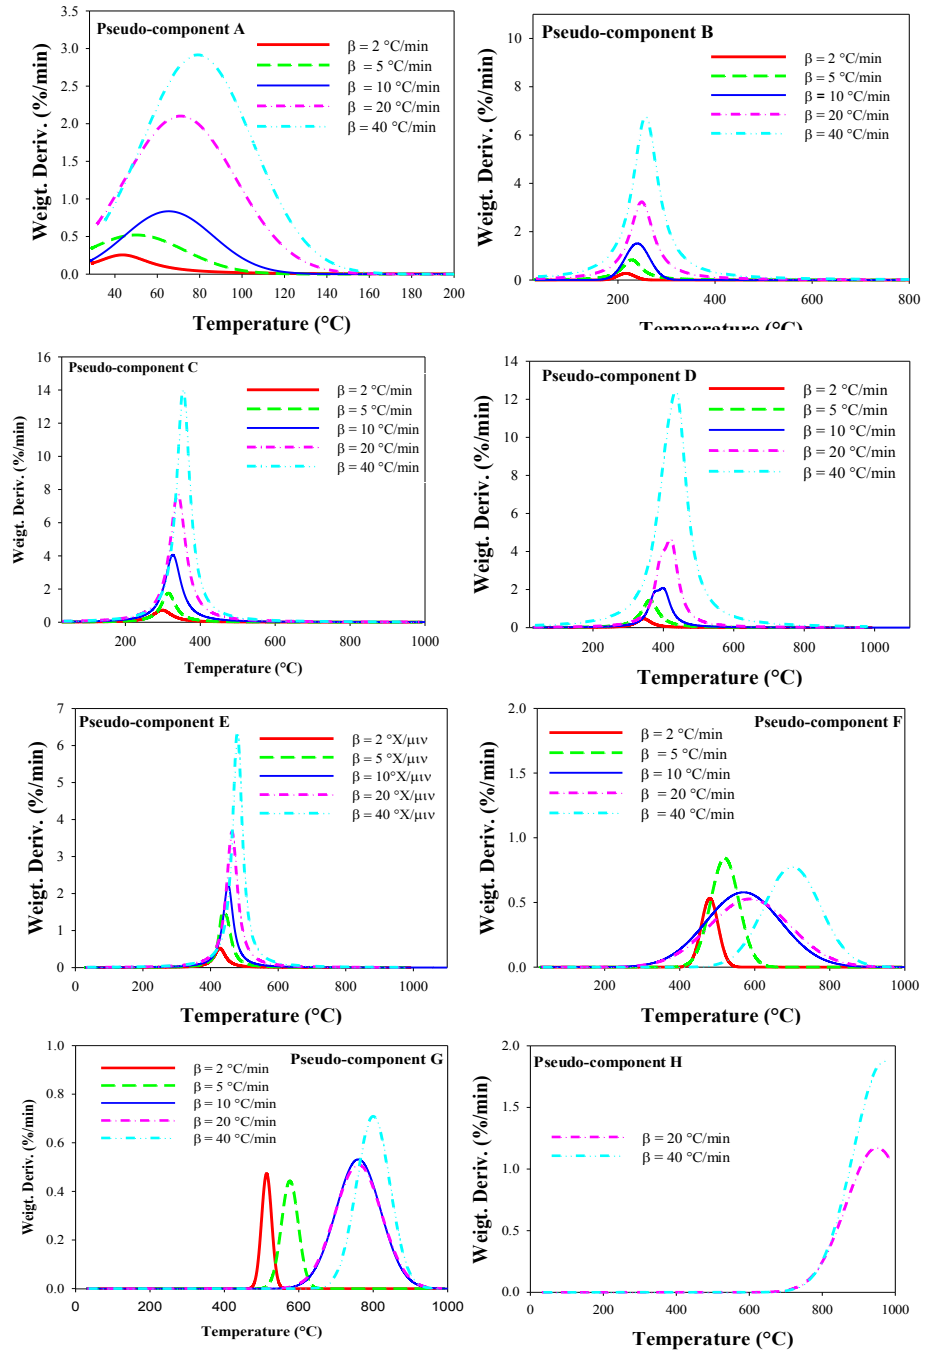 Pseudo-component A
β = 2 °C/min
β = 5 °C/min
β = 10 °C/min
β = 20 °C/min
β = 40 °C/min
Weigt. Deriv. (%/min)
3.5
3.0
2.5
2.0
1.5
1.0
0.5
0.0
40 60 80 100 120 140 160 180 200
Temperature (°C)
Pseudo-component B
β = 2 °C/min
β = 5 °C/min
β = 10 °C/min
β = 20 °C/min
β = 40 °C/min
Weigt. Deriv. (%/min)
10
8
6
4
2
0
200 400 600 800
Temperature (°C)
Pseudo-component C
β = 2 °C/min
β = 5 °C/min
β = 10 °C/min
β = 20 °C/min
β = 40 °C/min
Weigt. Deriv. (%/min)
16
14
12
10
8
6
4
2
0
200 400 600 800 1000
Temperature (°C)
Pseudo-component D
β = 2 °C/min
β = 5 °C/min
β = 10 °C/min
β = 20 °C/min
β = 40 °C/min
Weigt. Deriv. (%/min)
14
12
10
8
6
4
2
0
200 400 600 800 1000
Temperature (°C)
Pseudo-component E
β = 2 °Χ/μιν
β = 5 °Χ/μιν
β = 10°Χ/μιν
β = 20 °Χ/μιν
β = 40 °Χ/μιν
Weigt. Deriv. (%/min)
7
6
5
4
3
2
1
0
0 200 400 600 800 1000
Temperature (°C)
Pseudo-component F
β = 2 °C/min
β = 5 °C/min
β = 10 °C/min
β = 20 °C/min
β = 40 °C/min
Weigt. Deriv. (%/min)
2.0
1.5
1.0
0.5
0.0
200 400 600 800 1000
Temperature (°C)
Pseudo-component G
β = 2 °C/min
β = 5 °C/min
β = 10 °C/min
β = 20 °C/min
β = 40 °C/min
Weigt. Deriv. (%/min)
1.0
0.8
0.6
0.4
0.2
0.0
0 200 400 600 800 1000
Temperature (°C)
Pseudo-component H
β = 20 °C/min
β = 40 °C/min
Weigt. Deriv. (%/min)
2.0
1.5
1.0
0.5
0.0
0 200 400 600 800 1000
Temperature (°C)